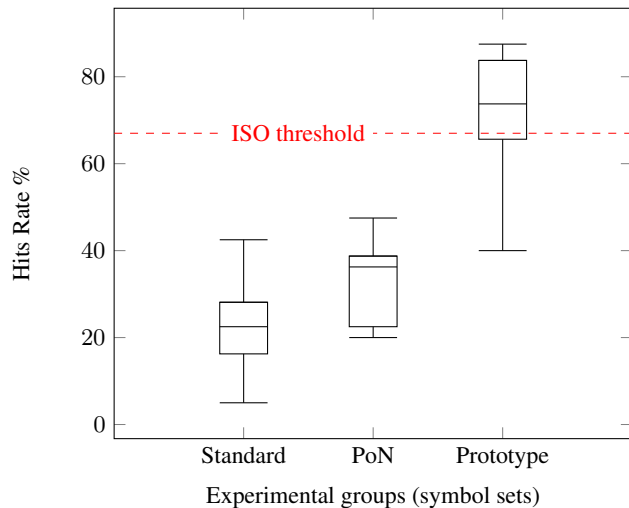 80
60
40
20
0
Hits Rate %
ISO threshold
Standard PoN Prototype
Experimental groups (symbol sets)